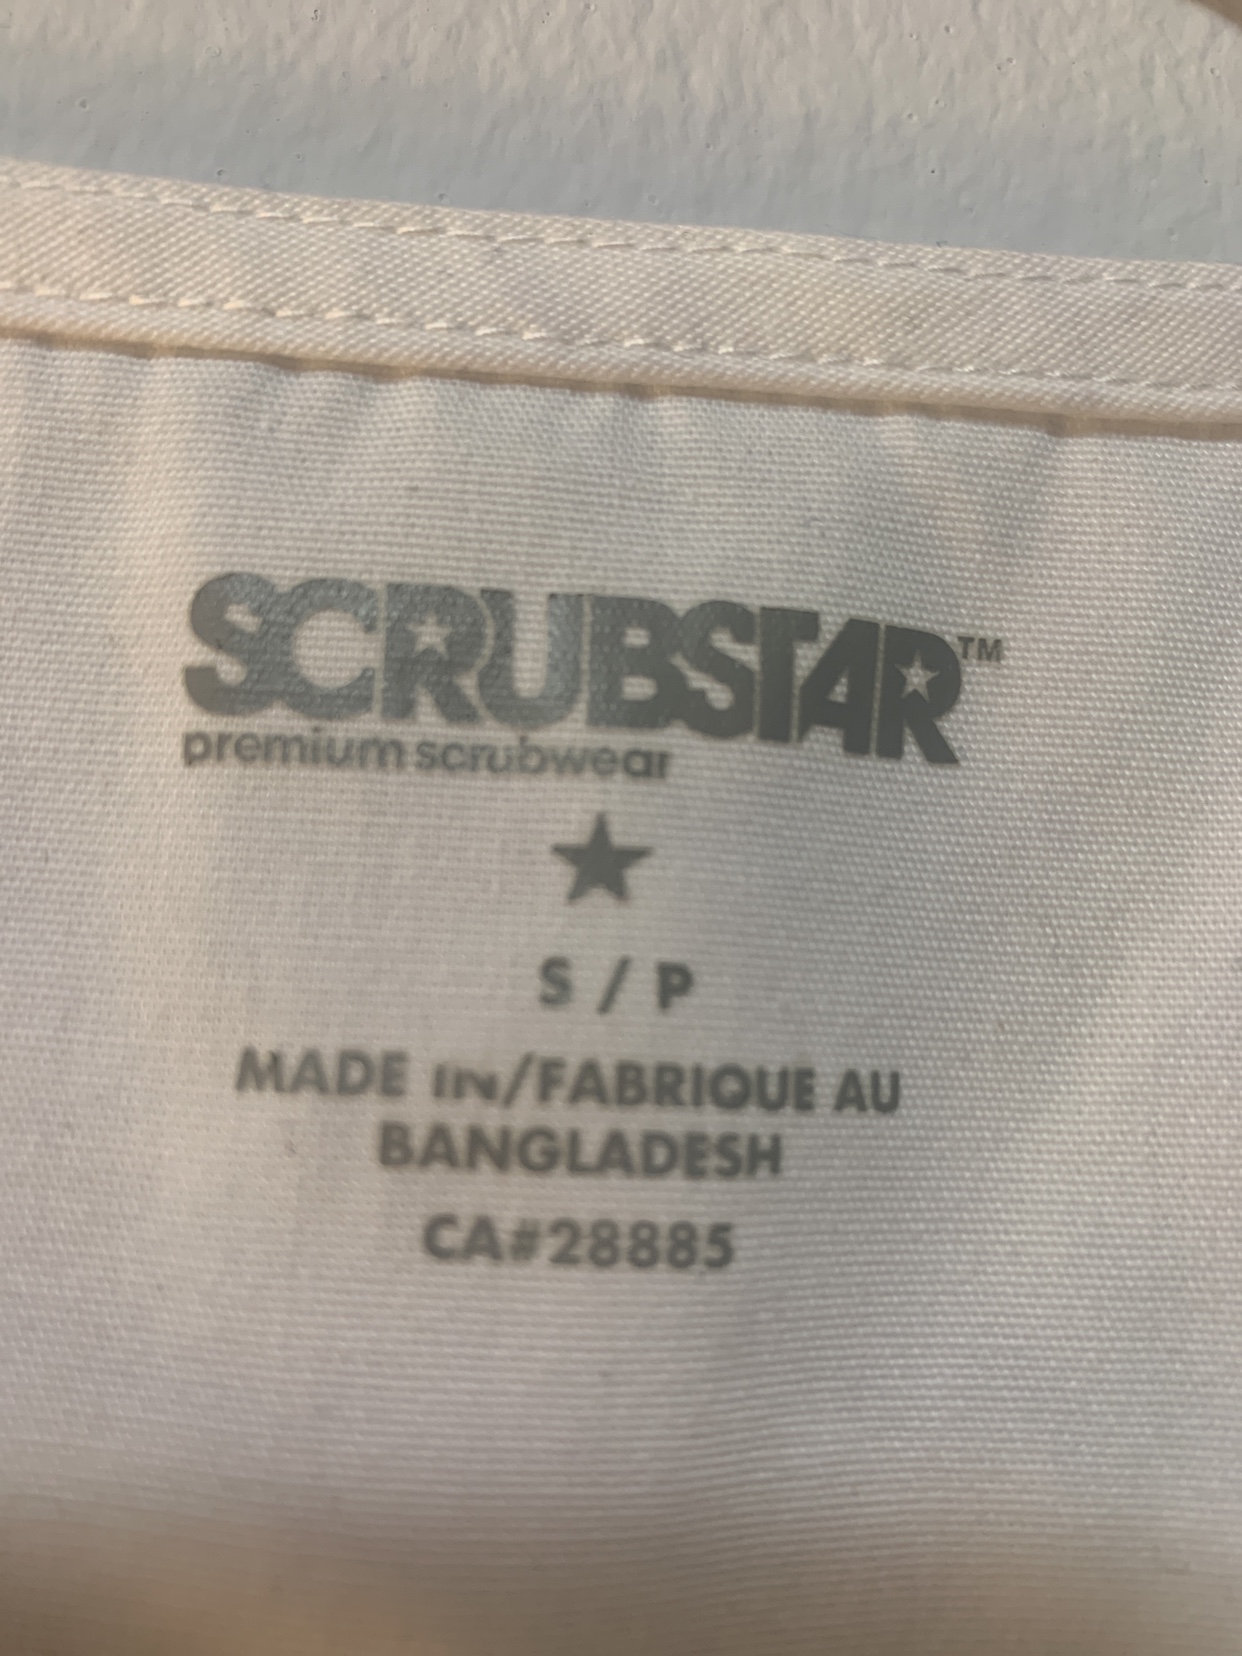 SCRUBSTAR™
premium scrubwear
S / P
MADE IN/FABRIQUE AU
BANGLADESH
CA#28885